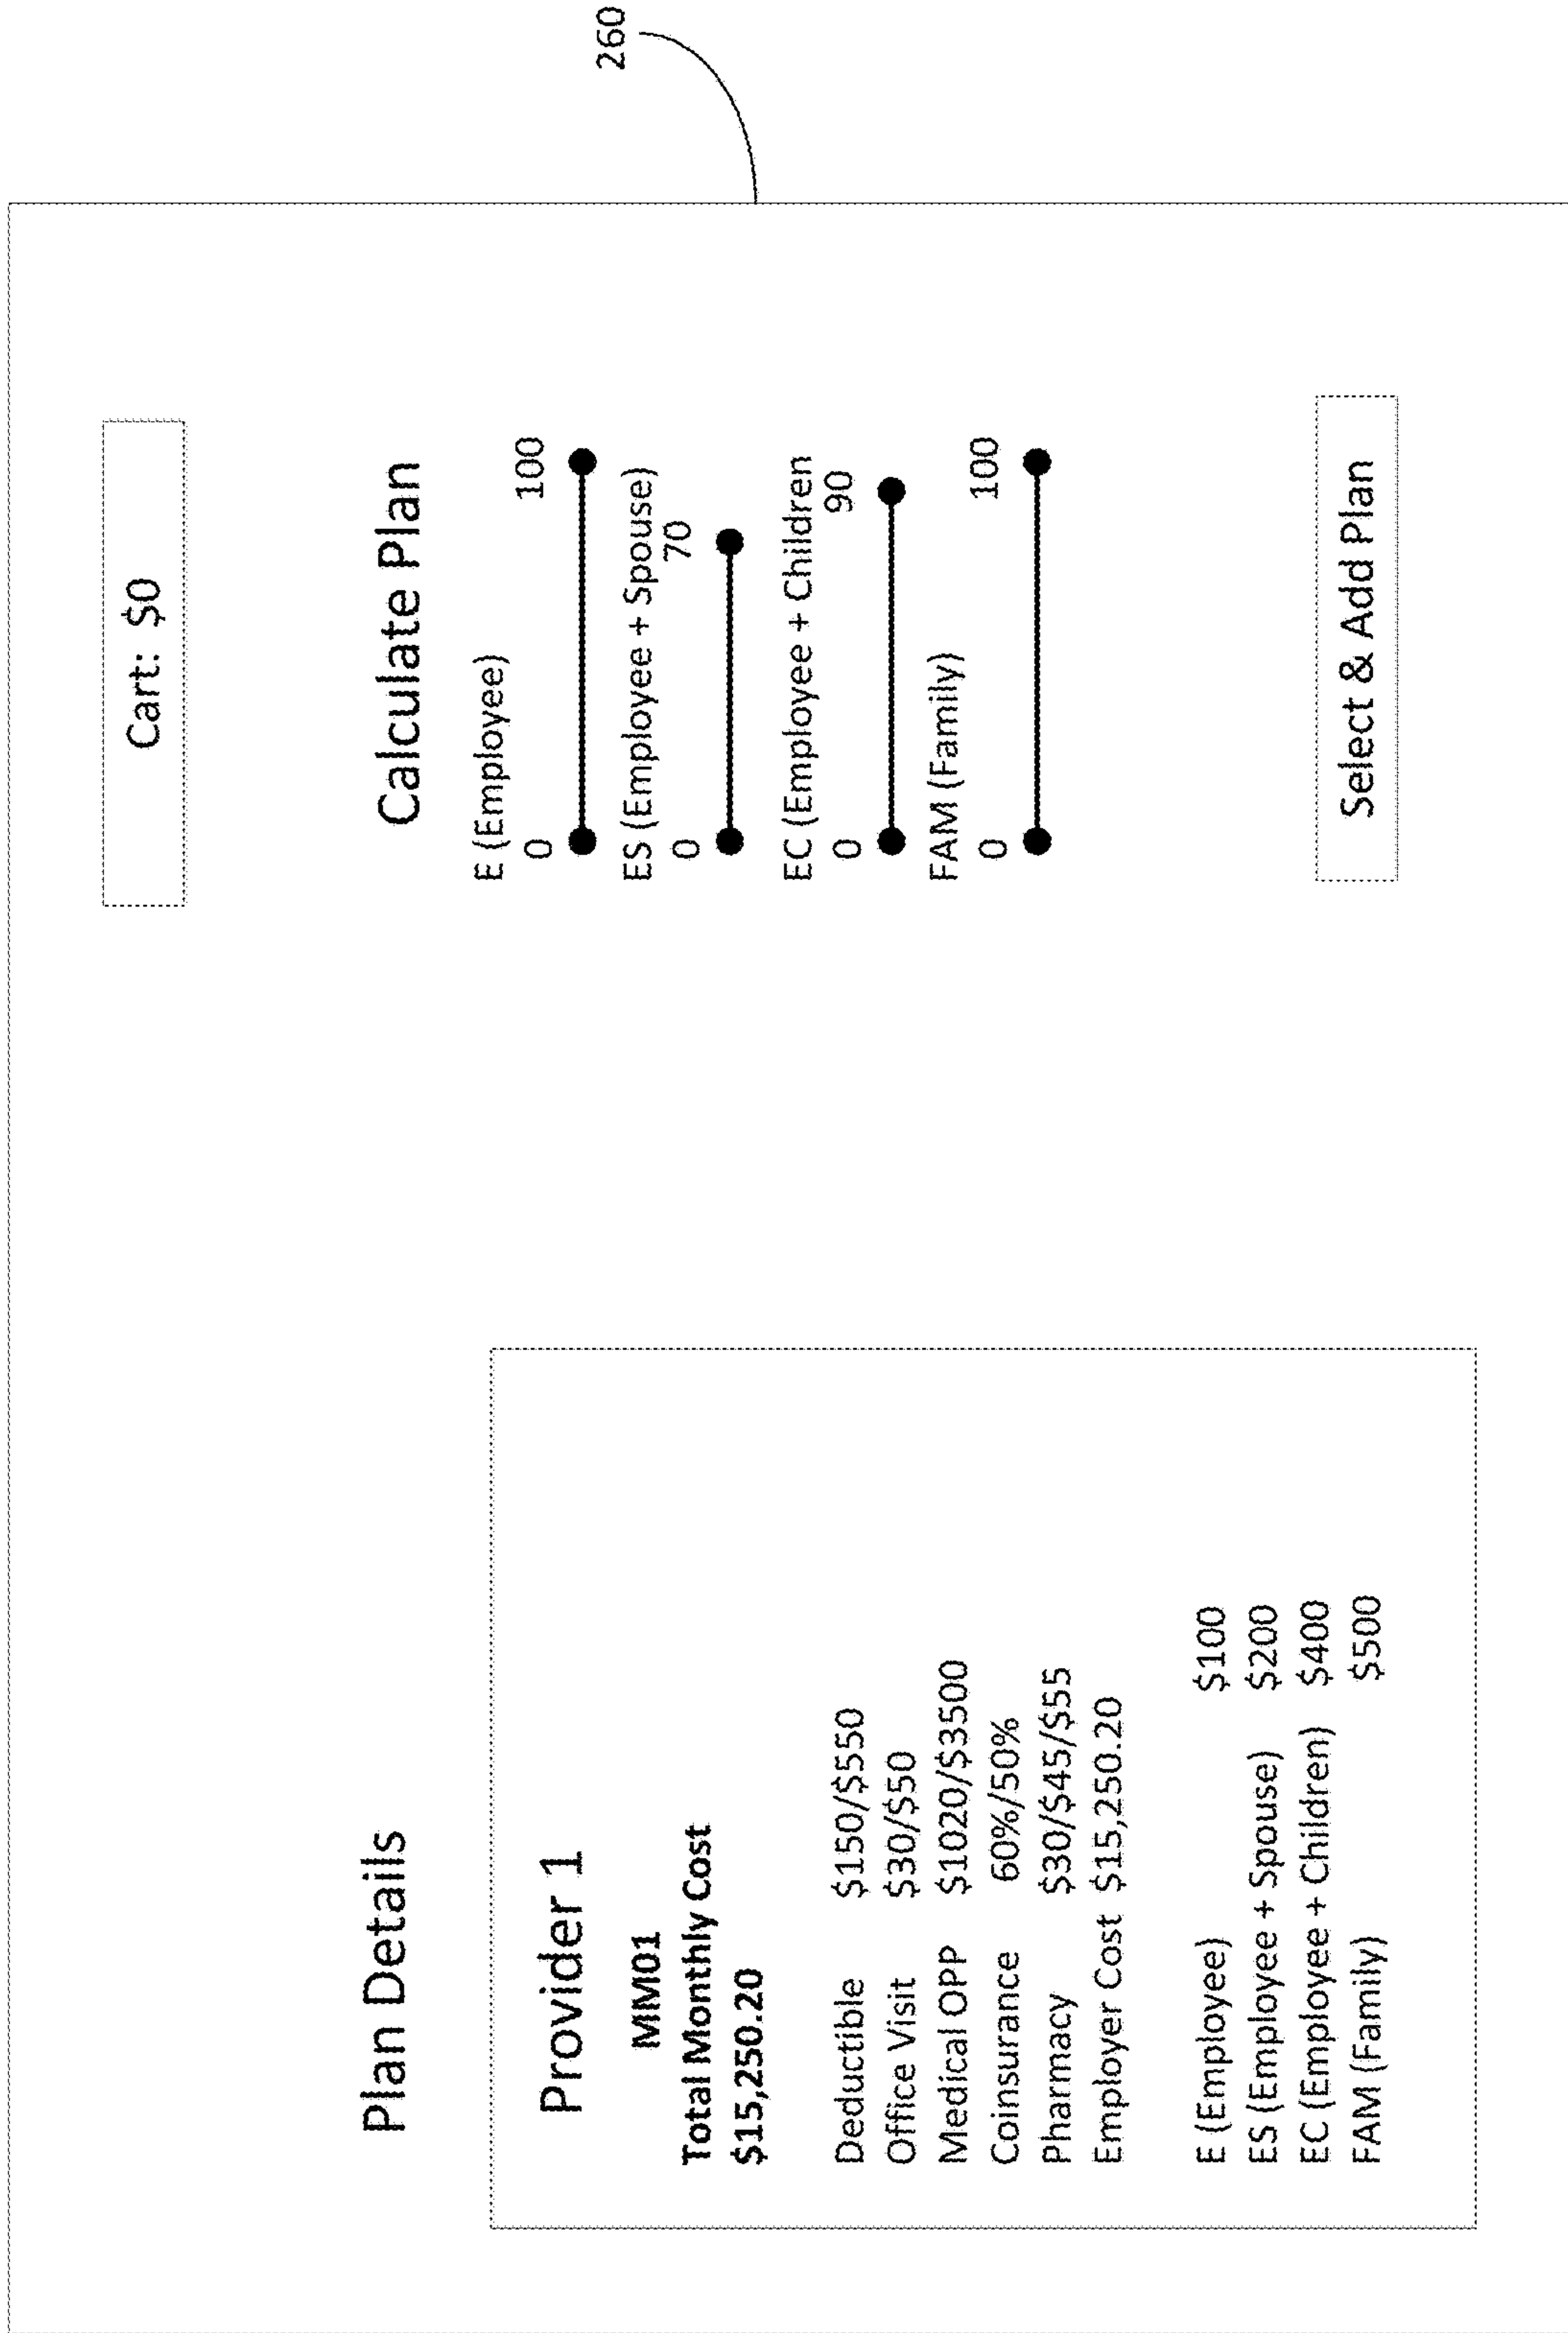 260
Cart: $0
Plan Details
Calculate Plan
Provider 1
MM01
Total Monthly Cost
$15,250.20
Deductible $150/$550
Office Visit $30/$50
Medical OPP $1020/$3500
Coinsurance 60%/50%
Pharmacy $30/$45/$55
Employer Cost $15,250.20
E (Employee) $100
ES (Employee + Spouse) $200
EC (Employee + Children) $400
FAM (Family) $500
E (Employee)
0 100
ES (Employee + Spouse)
0 70
EC (Employee + Children
0 90
FAM (Family)
0 100
Select & Add Plan